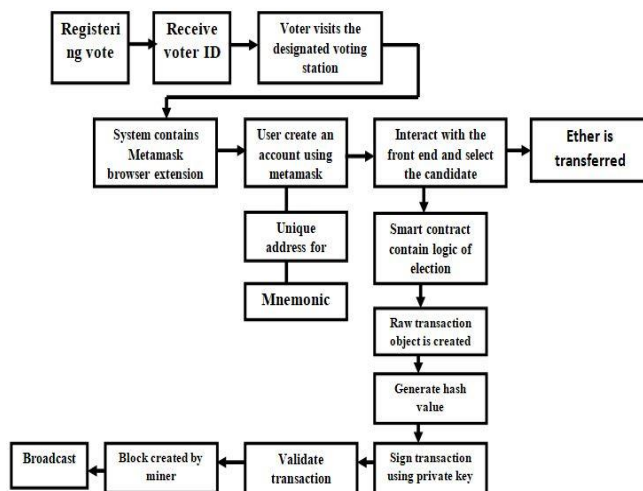 Registeri
ng vote
Receive
voter ID
Voter visits the
designated voting
station
System contains
Metamask
browser extension
User create an
account using
metamask
Interact with the
front end and select
the candidate
Ether is
transferred
Unique
address for
Mnemonic
Smart contract
contain logic of
election
Raw transaction
object is created
Generate hash
value
Sign transaction
using private key
Validate
transaction
Block created by
miner
Broadcast